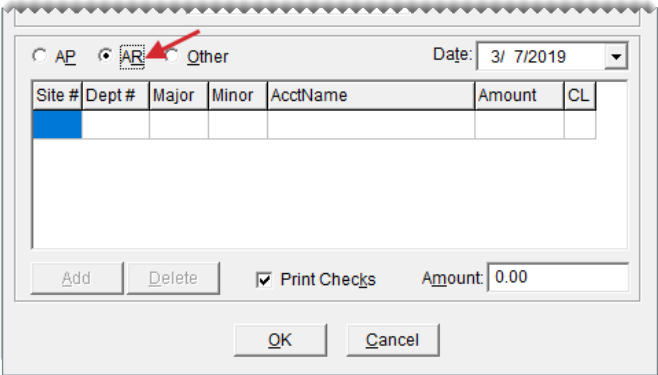 AP AR Other Date: 3/ 7/2019
Site # Dept # Major Minor AcctName Amount CL
Add Delete Print Checks Amount: 0.00
OK Cancel